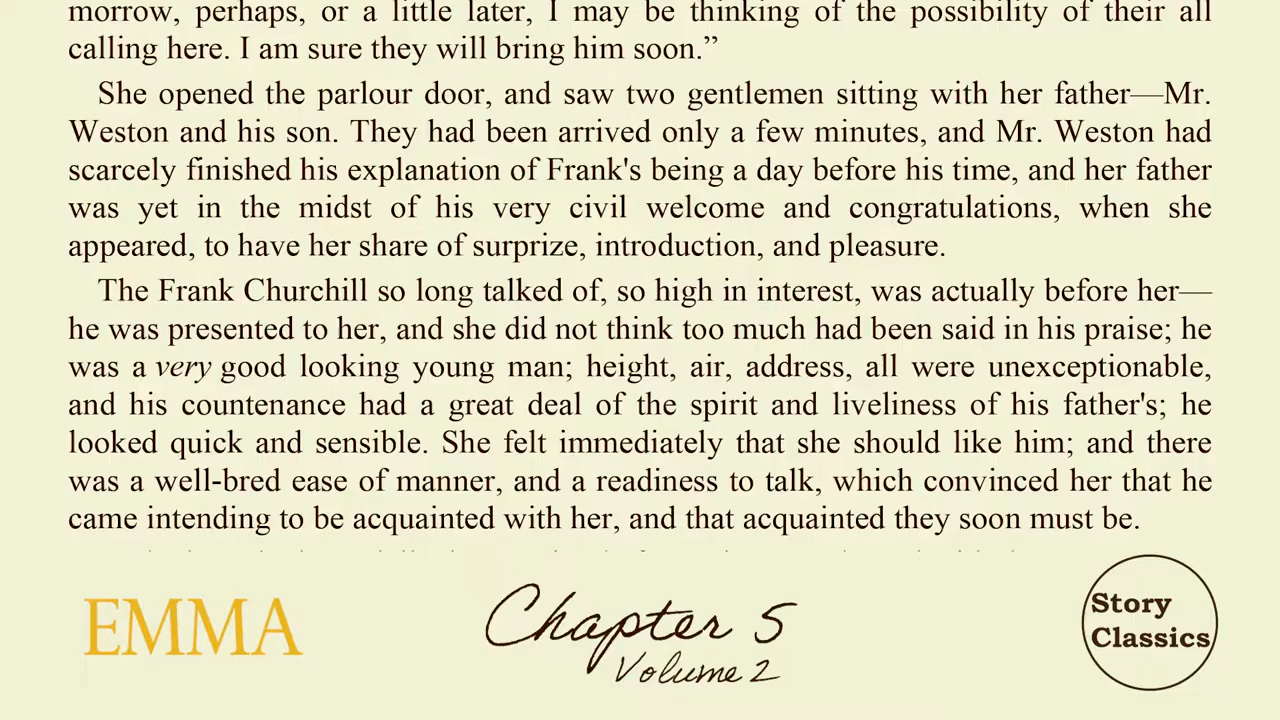 morrow, perhaps, or a little later, I may be thinking of the possibility of their all
calling here. I am sure they will bring him soon.”
She opened the parlour door, and saw two gentlemen sitting with her father—Mr.
Weston and his son. They had been arrived only a few minutes, and Mr. Weston had
scarcely finished his explanation of Frank's being a day before his time, and her father
was yet in the midst of his very civil welcome and congratulations, when she
appeared, to have her share of surprize, introduction, and pleasure.
The Frank Churchill so long talked of, so high in interest, was actually before her—
he was presented to her, and she did not think too much had been said in his praise; he
was a very good looking young man; height, air, address, all were unexceptionable,
and his countenance had a great deal of the spirit and liveliness of his father's; he
looked quick and sensible. She felt immediately that she should like him; and there
was a well-bred ease of manner, and a readiness to talk, which convinced her that he
came intending to be acquainted with her, and that acquainted they soon must be.
EMMA
Chapter 5
Volume 2
Story
Classics